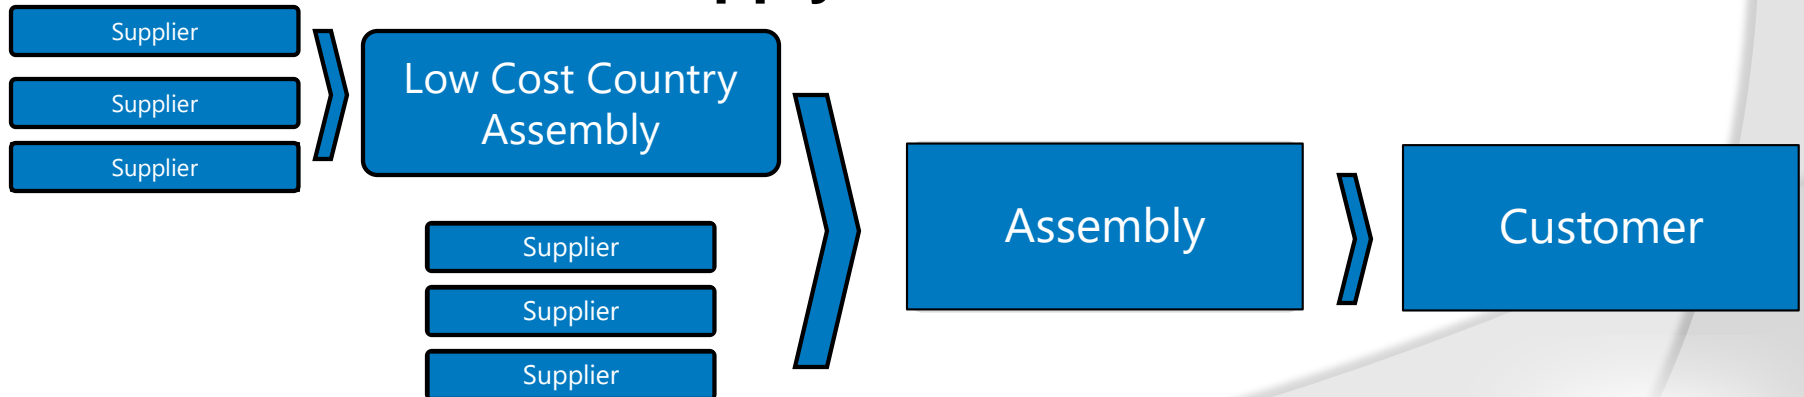 Supplier
Supplier
Supplier
Low Cost Country
Assembly
Supplier
Supplier
Supplier
Assembly
Customer